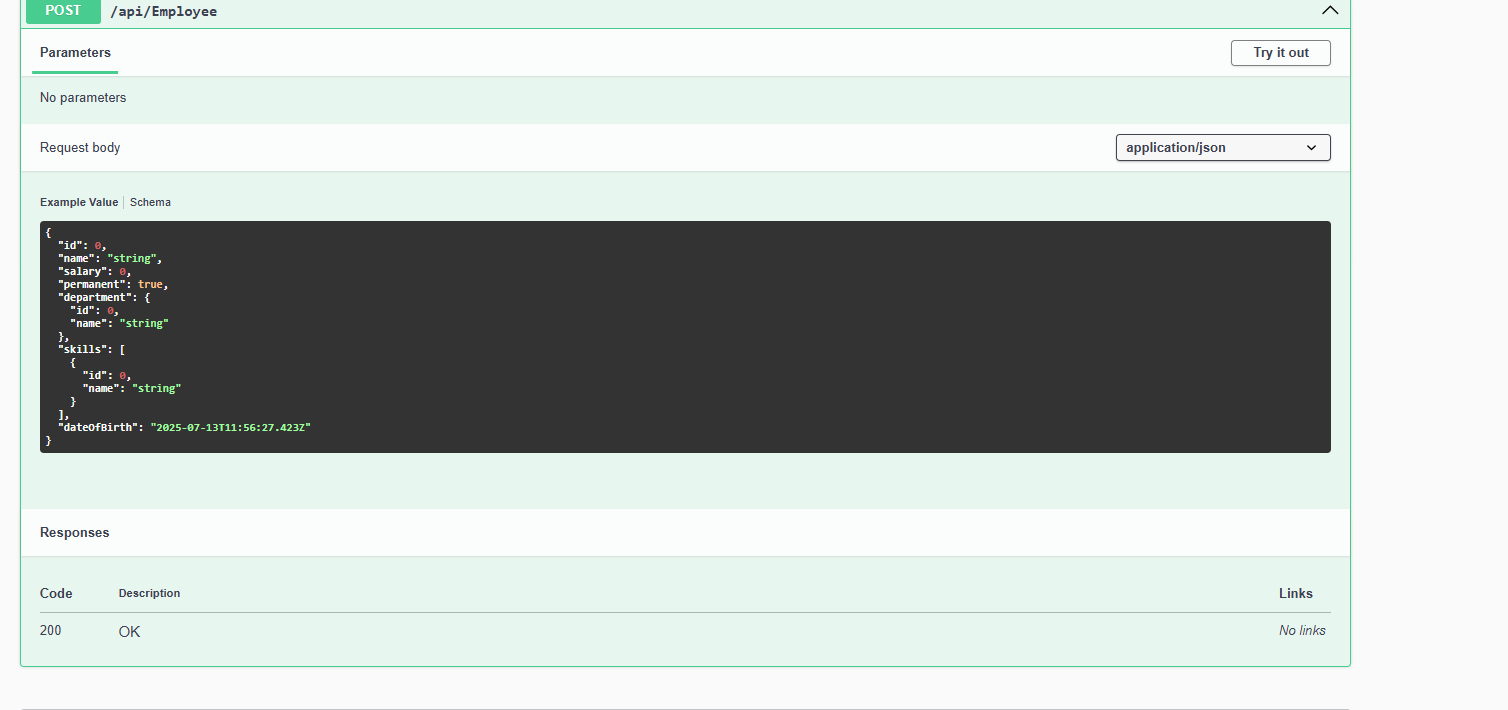 POST /api/Employee
Parameters
Try it out
No parameters
Request body
application/json
Example Value
Schema
{
  "id": 0,
  "name": "string",
  "salary": 0,
  "permanent": true,
  "department": {
    "id": 0,
    "name": "string"
  },
  "skills": [
    {
      "id": 0,
      "name": "string"
    }
  ],
  "dateOfBirth": "2025-07-13T11:56:27.423Z"
}
Responses
Code Description Links
200 OK No links